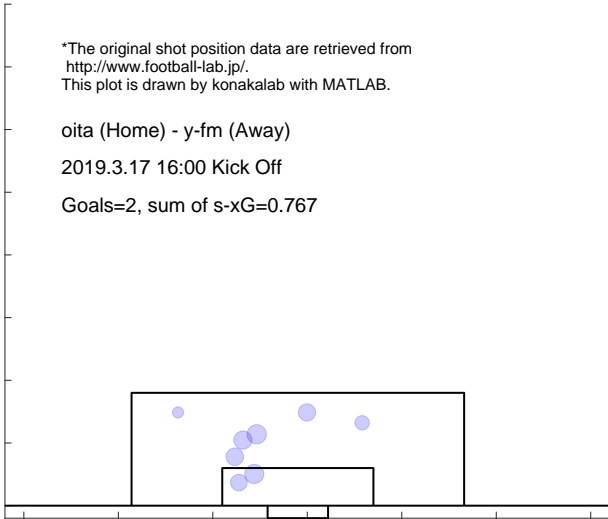 *The original shot position data are retrieved from
http://www.football-lab.jp/.
This plot is drawn by konakalab with MATLAB.
oita (Home) - y-fm (Away)
2019.3.17 16:00 Kick Off
Goals=2, sum of s-xG=0.767